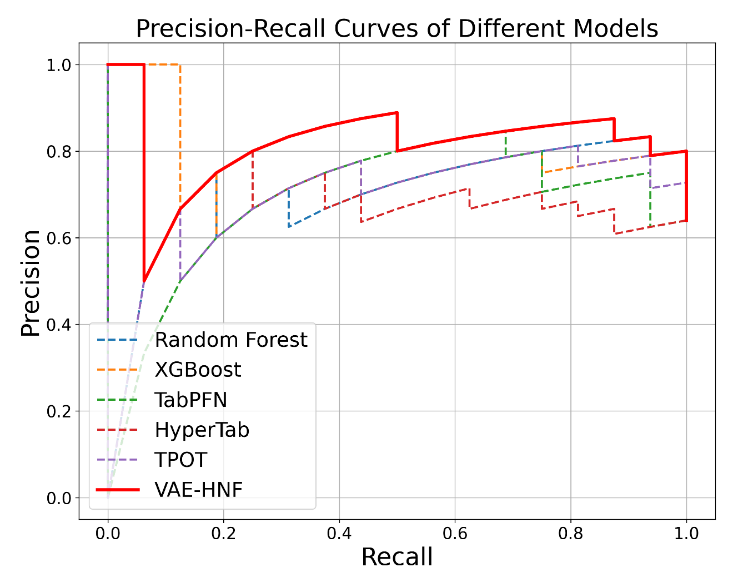 Precision-Recall Curves of Different Models
1.0
0.8
0.6
0.4
0.2
0.0
Precision
Random Forest
XGBoost
TabPFN
HyperTab
TPOT
VAE-HNF
0.0 0.2 0.4 0.6 0.8 1.0
Recall